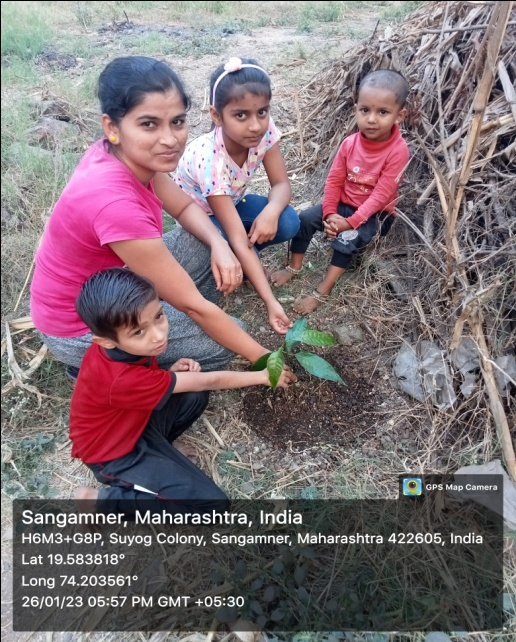 GPS Map Camera
Sangamner, Maharashtra, India
H6M3+G8P, Suyog Colony, Sangamner, Maharashtra 422605, India
Lat 19.583818°
Long 74.203561°
26/01/23 05:57 PM GMT +05:30